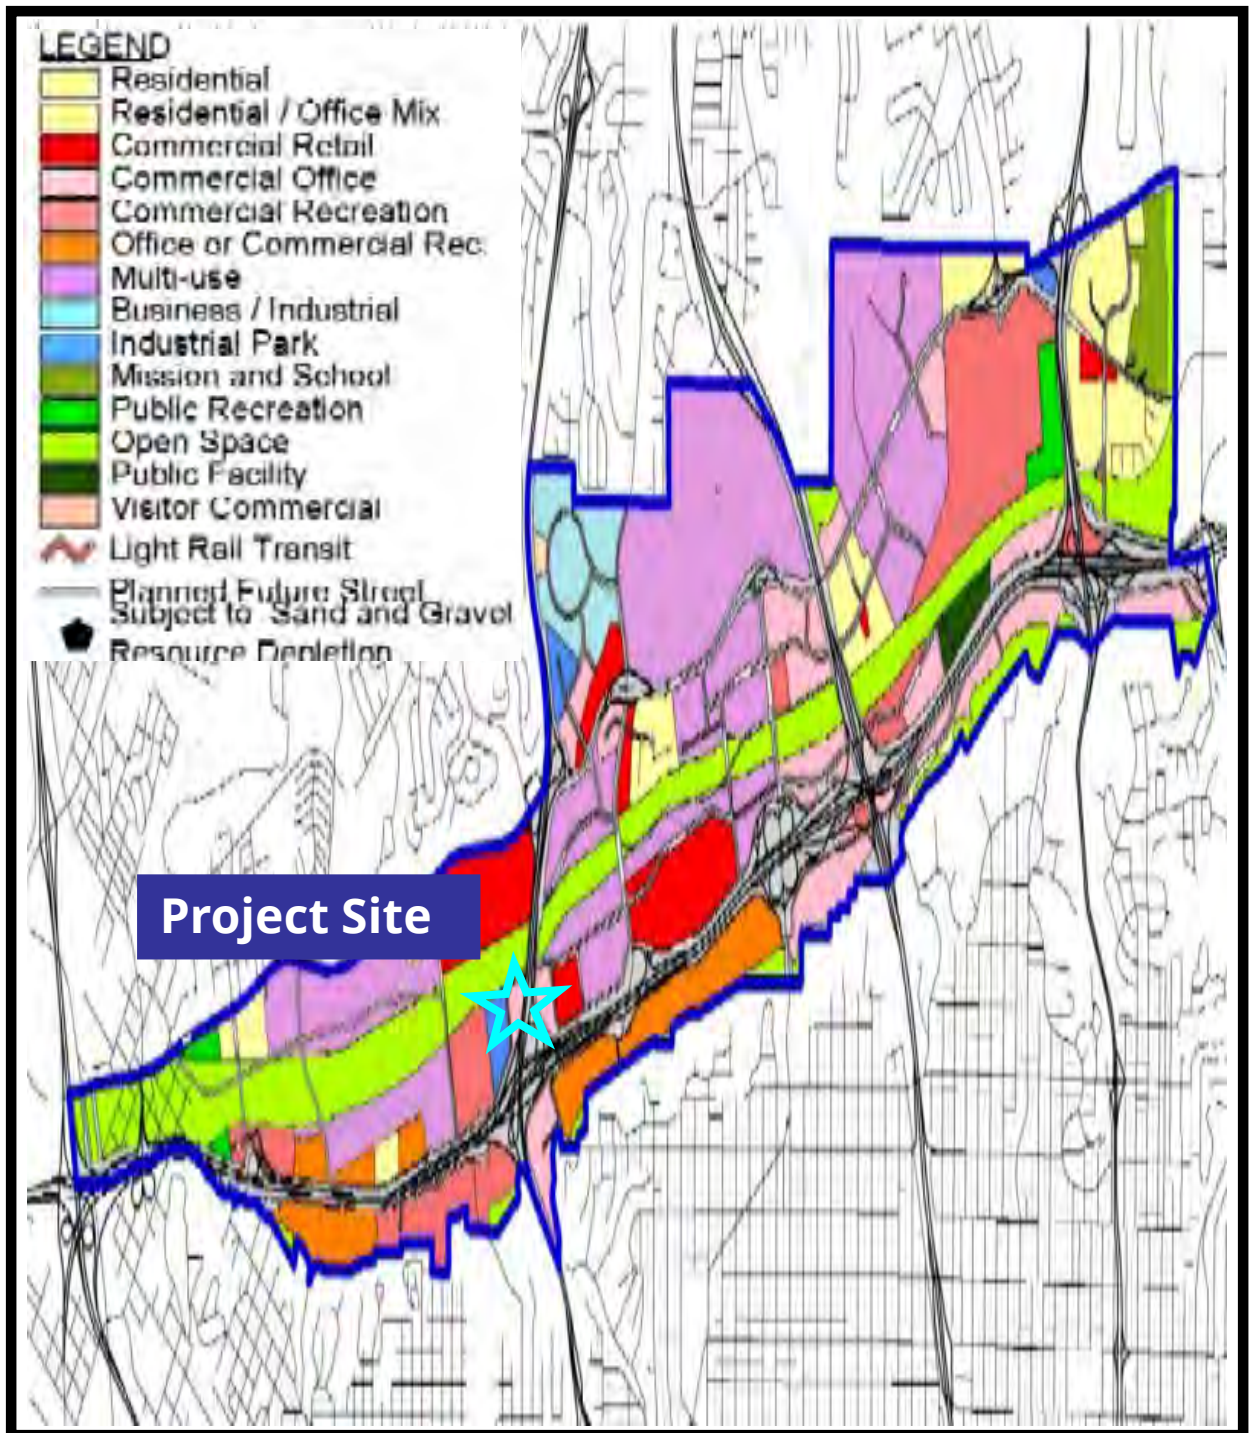 LEGEND
Residential
Residential / Office Mix
Commercial Retail
Commercial Office
Commercial Recreation
Office or Commercial Rec.
Multi-use
Business / Industrial
Industrial Park
Mission and School
Public Recreation
Open Space
Public Facility
Visitor Commercial
Light Rail Transit
Planned Future Street
Subject to Sand and Gravel
Resource Depletion
Project Site